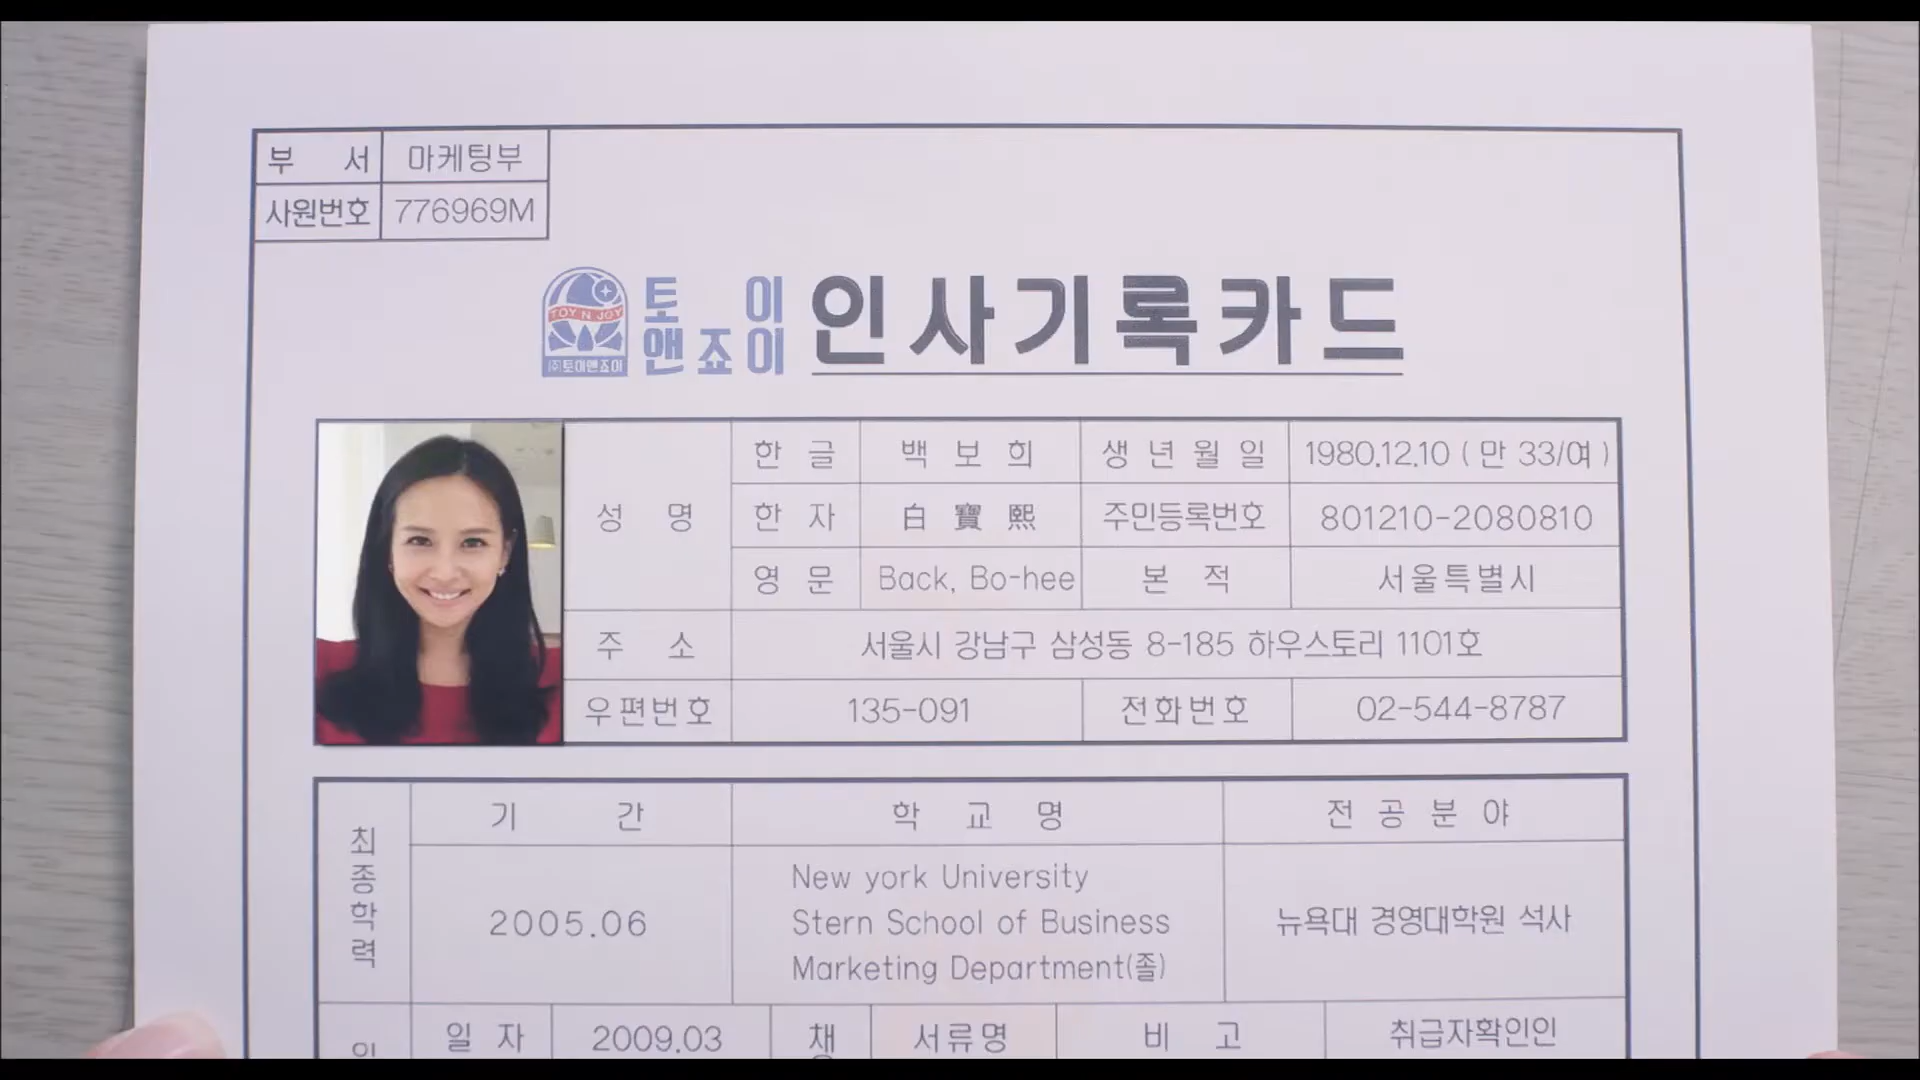 부 서 마케팅부
사원번호 776969M
TOY N JOY
㈜토이앤죠이
토 이
앤 죠 이
인사기록카드
성 명
한 글 백 보 희 생 년 월 일 1980.12.10 ( 만 33/여 )
한 자 白 寶 熙 주민등록번호 801210-2080810
영 문 Back, Bo-hee 본 적 서울특별시
주 소 서울시 강남구 삼성동 8-185 하우스토리 1101호
우편번호 135-091 전화번호 02-544-8787
최종학력
기 간 학 교 명 전 공 분 야
2005.06
New york University
Stern School of Business
Marketing Department(졸)
뉴욕대 경영대학원 석사
일 자 2009.03 채 서류명 비 고 취급자확인인